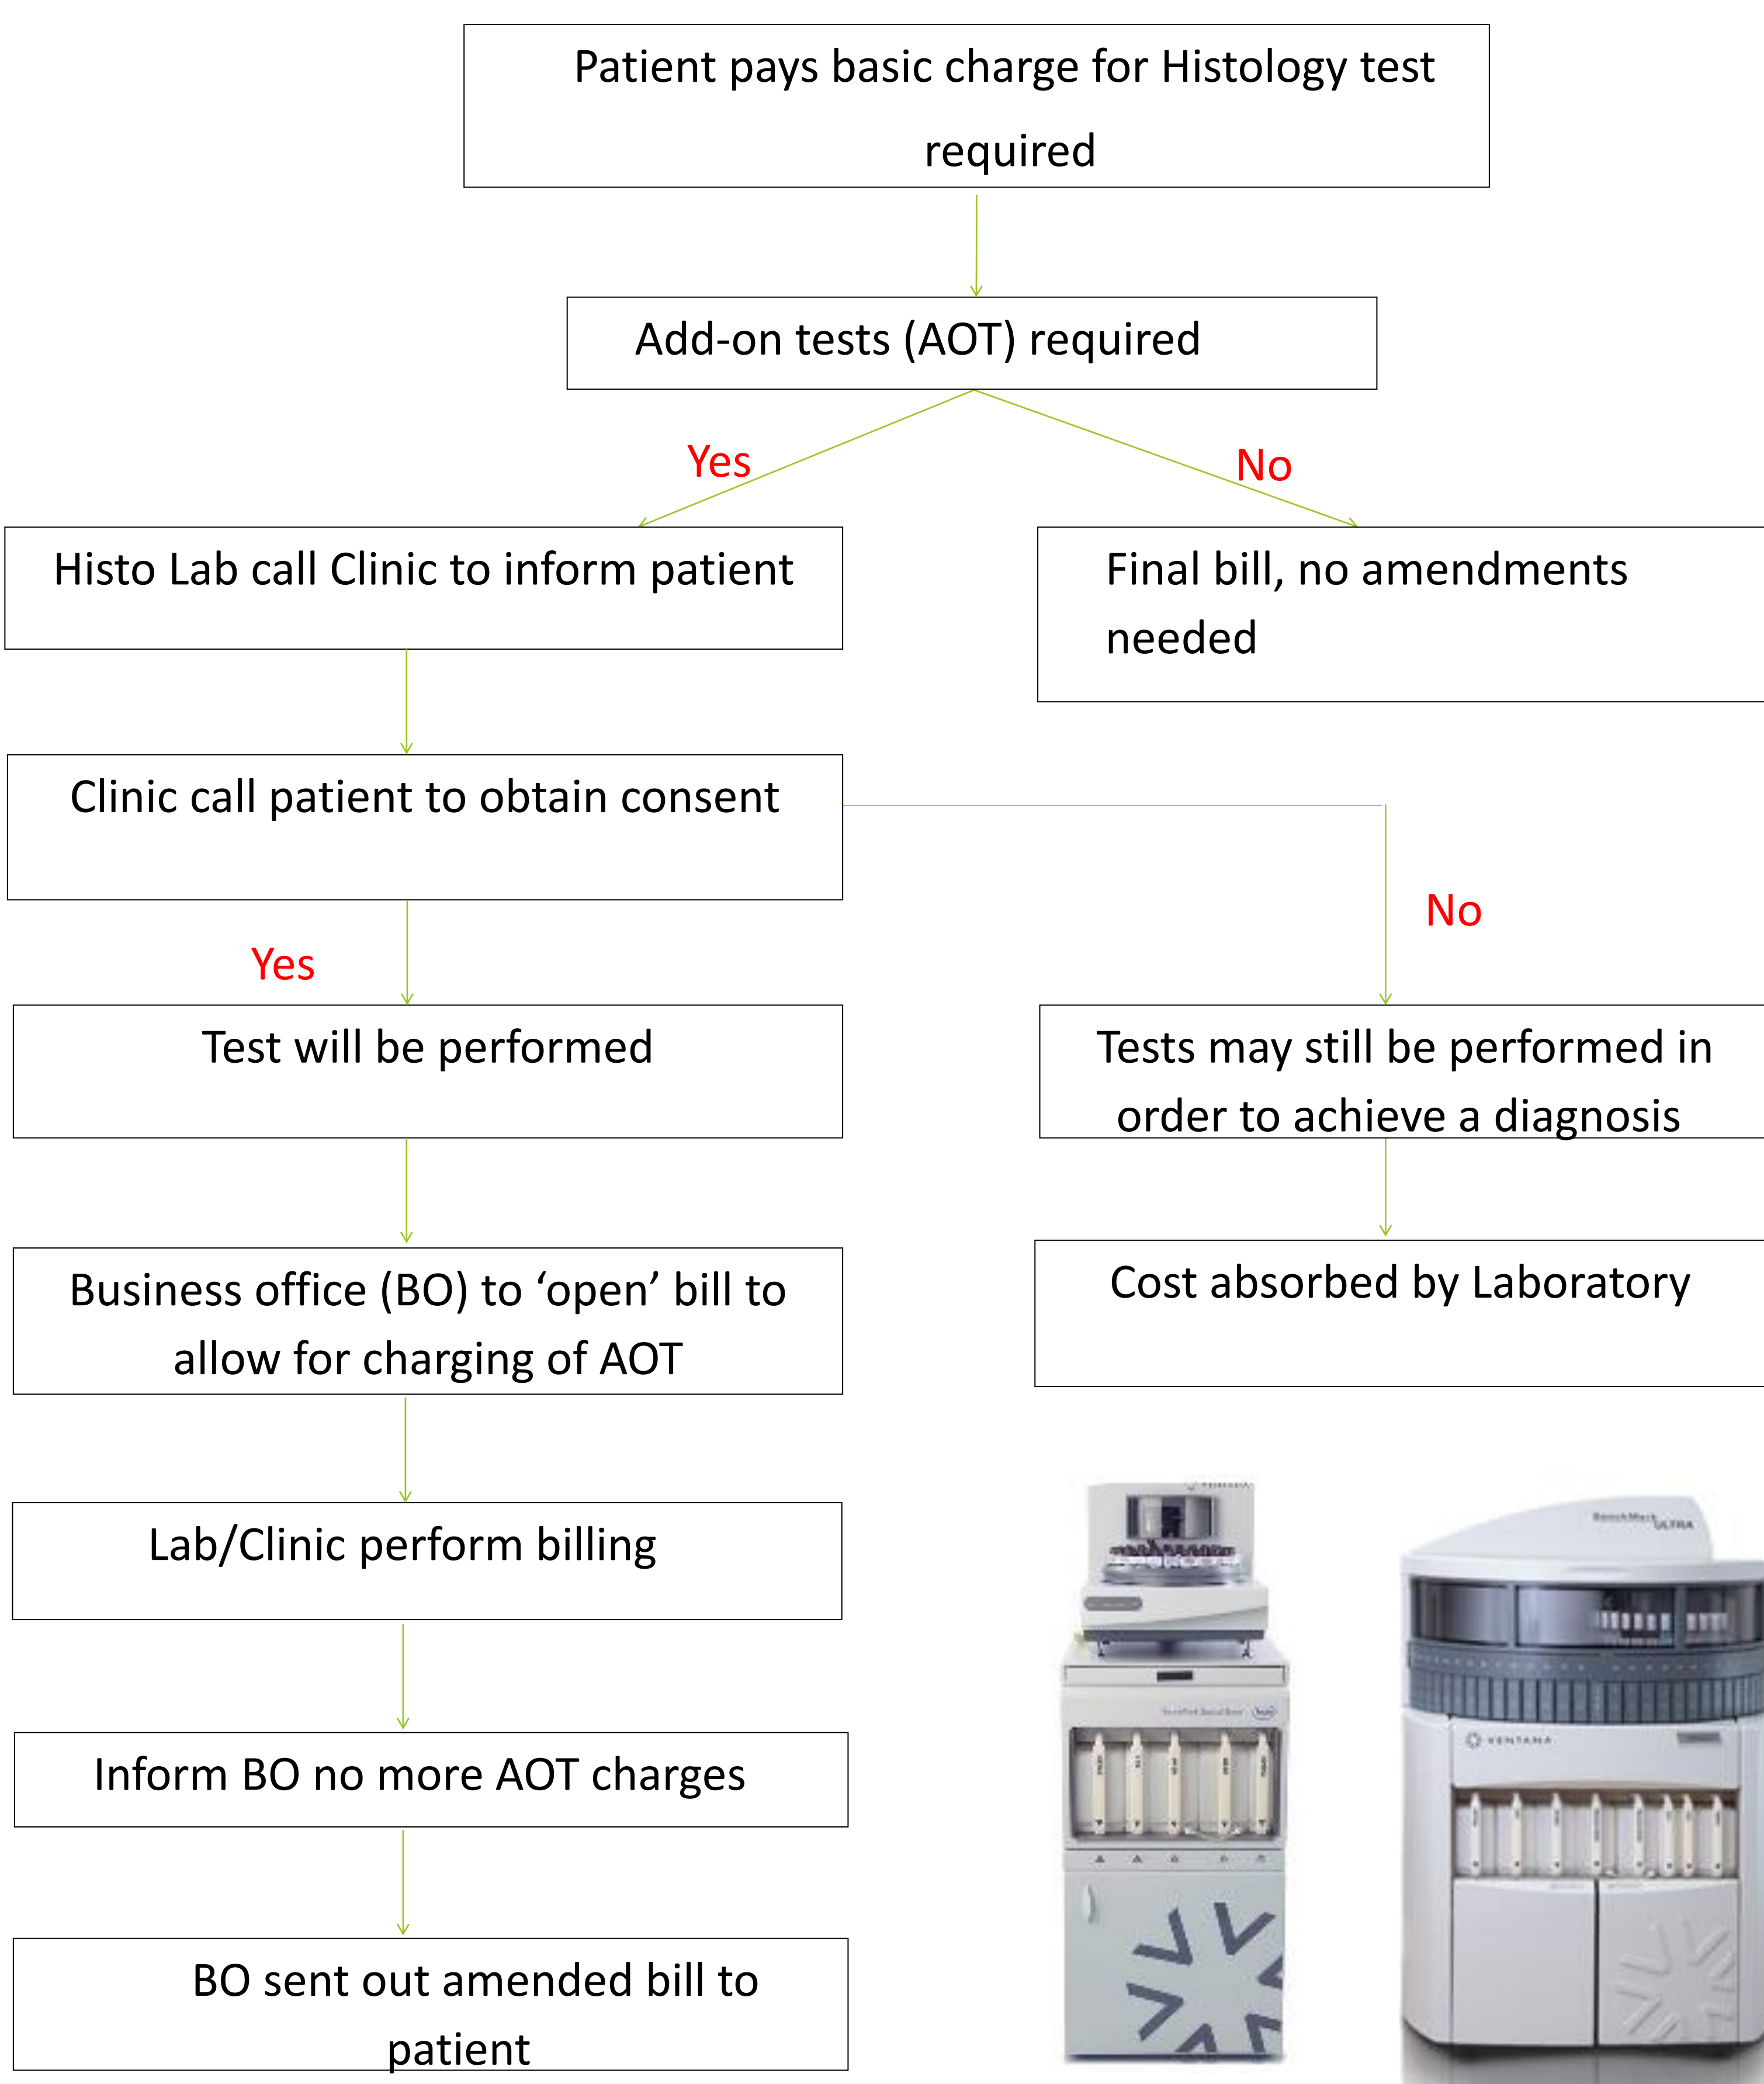 Patient pays basic charge for Histology test
required
Add-on tests (AOT) required
Yes
No
Histo Lab call Clinic to inform patient
Final bill, no amendments
needed
Clinic call patient to obtain consent
No
Yes
Test will be performed
Tests may still be performed in
order to achieve a diagnosis
Business office (BO) to ‘open’ bill to
allow for charging of AOT
Cost absorbed by Laboratory
Lab/Clinic perform billing
BenchMark ULTRA
VENTANA
Inform BO no more AOT charges
BO sent out amended bill to
patient